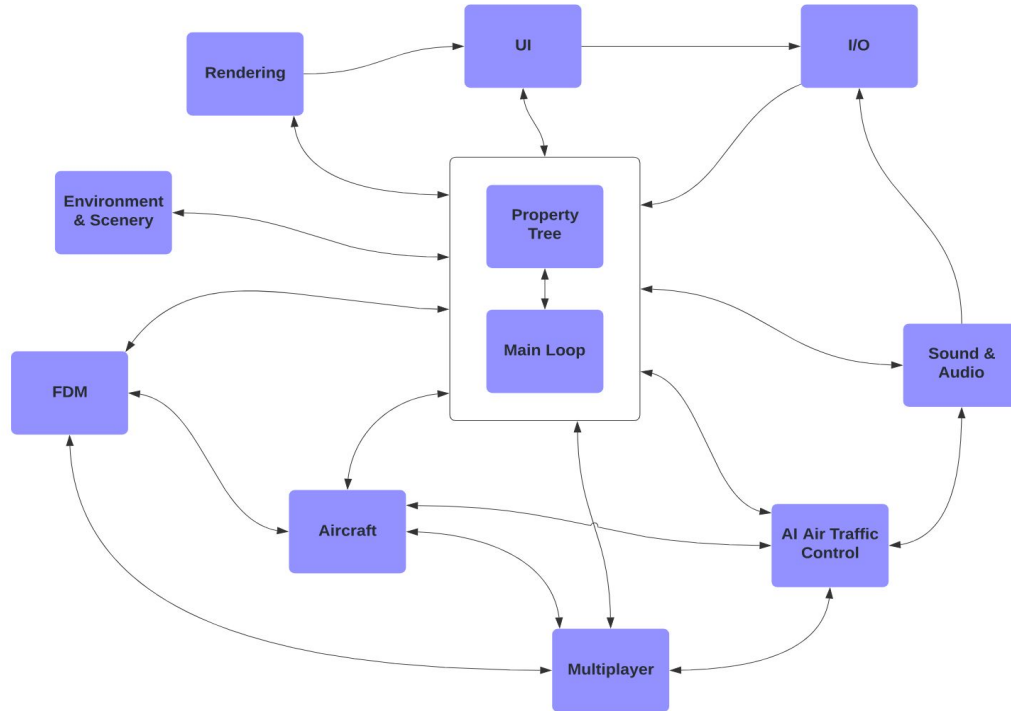 UI
I/O
Rendering
Environment
& Scenery
Property
Tree
Main Loop
Sound &
Audio
FDM
Aircraft
AI Air Traffic
Control
Multiplayer